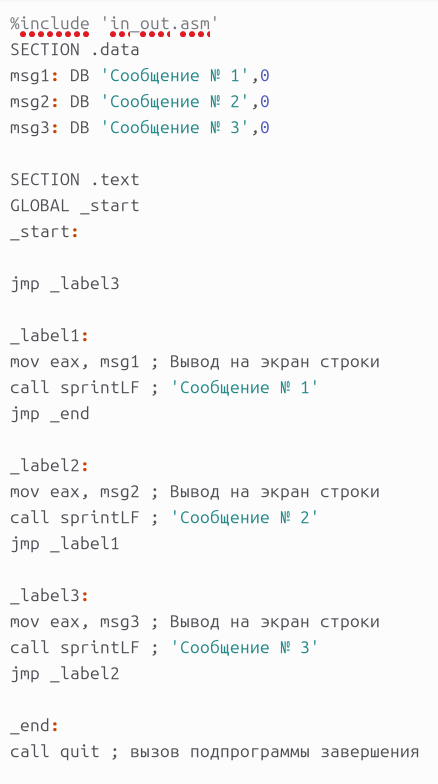 %include 'in_out.asm'
SECTION .data
msg1: DB 'Сообщение № 1',0
msg2: DB 'Сообщение № 2',0
msg3: DB 'Сообщение № 3',0
SECTION .text
GLOBAL _start
_start:
jmp _label3
_label1:
mov eax, msg1 ; Вывод на экран строки
call sprintLF ; 'Сообщение № 1'
jmp _end
_label2:
mov eax, msg2 ; Вывод на экран строки
call sprintLF ; 'Сообщение № 2'
jmp _label1
_label3:
mov eax, msg3 ; Вывод на экран строки
call sprintLF ; 'Сообщение № 3'
jmp _label2
_end:
call quit ; вызов подпрограммы завершения